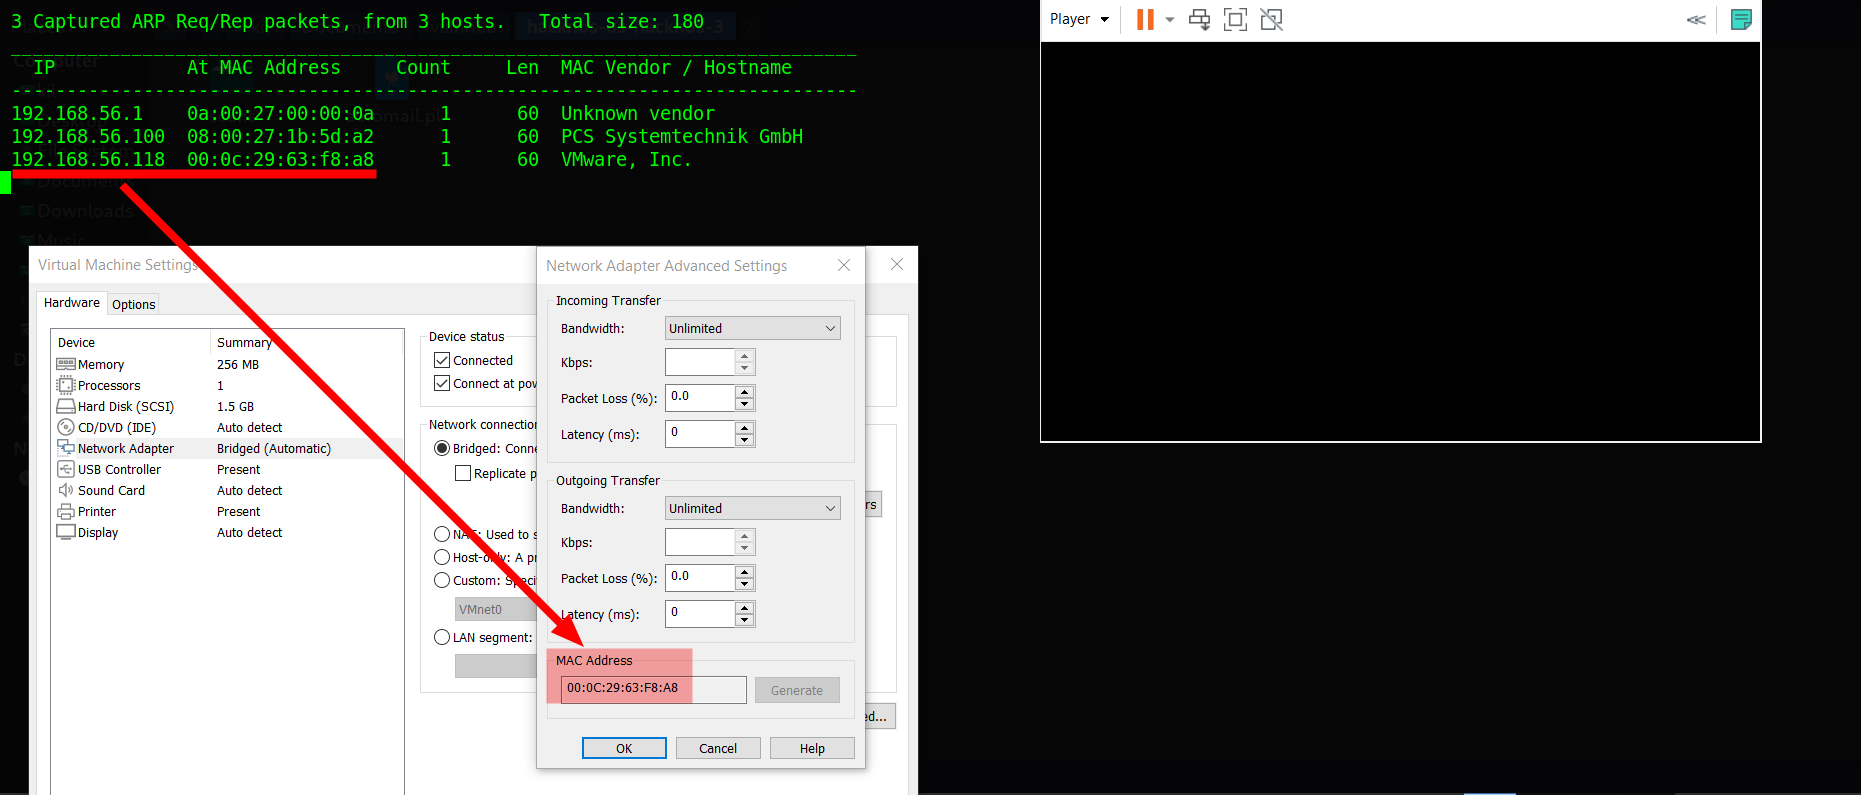 3 Captured ARP Req/Rep packets, from 3 hosts.   Total size: 180
IP            At MAC Address     Count     Len  MAC Vendor / Hostname
192.168.56.1    0a:00:27:00:00:0a      1      60  Unknown vendor
192.168.56.100  08:00:27:1b:5d:a2      1      60  PCS Systemtechnik GmbH
192.168.56.118  00:0c:29:63:f8:a8      1      60  VMware, Inc.
Documents
Downloads
Music
Player
Virtual Machine Settings
Hardware
Options
Device Summary
Memory 256 MB
Processors 1
Hard Disk (SCSI) 1.5 GB
CD/DVD (IDE) Auto detect
Network Adapter Bridged (Automatic)
USB Controller Present
Sound Card Auto detect
Printer Present
Display Auto detect
Device status
Connected
Connect at pow
Network connection
Bridged: Conne
Replicate p
rs
NAT: Used to s
Host-only: A pr
Custom: Speci
VMnet0
LAN segment:
ed...
Network Adapter Advanced Settings
Incoming Transfer
Bandwidth: Unlimited
Kbps:
Packet Loss (%): 0.0
Latency (ms): 0
Outgoing Transfer
Bandwidth: Unlimited
Kbps:
Packet Loss (%): 0.0
Latency (ms): 0
MAC Address
00:0C:29:63:F8:A8 Generate
OK Cancel Help